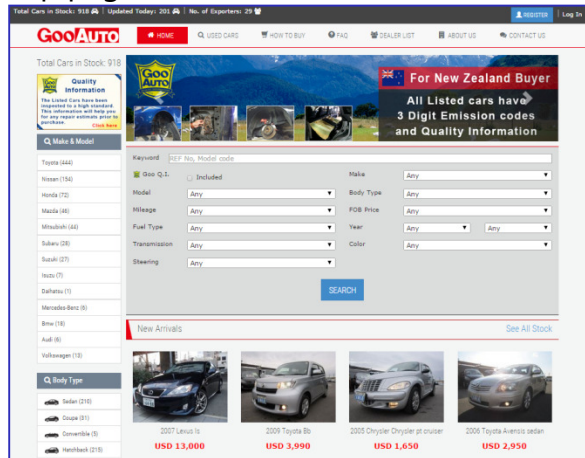 Total Cars in Stock: 918 | Updated Today: 201 | No. of Exporters: 29
REGISTER | Log In
GooAUTO
HOME
USED CARS
HOW TO BUY
FAQ
DEALER LIST
ABOUT US
CONTACT US
Total Cars in Stock: 918
Quality
Information
The Listed Cars have been
inspected to a high standard.
This information will help you
for any repair estimate prior to
purchase.
Click here
GOO
AUTO
For New Zealand Buyer
All Listed cars have
3 Digit Emission codes
and Quality Information
Make & Model
Toyota (444)
Nissan (154)
Honda (72)
Mazda (46)
Mitsubishi (44)
Subaru (28)
Suzuki (27)
Isuzu (7)
Daihatsu (1)
Mercedes-Benz (6)
Bmw (18)
Audi (6)
Volkswagen (13)
Body Type
Sedan (210)
Coupe (51)
Convertible (5)
Hatchback (215)
Keyword REF No, Model code
Goo Q.I. Included Make Any
Model Any Body Type Any
Mileage Any FOB Price Any
Fuel Type Any Year Any Any
Transmission Any Color Any
Steering Any
SEARCH
New Arrivals See All Stock
2007 Lexus Is
2009 Toyota Bb
2005 Chrysler Chrysler pt cruiser
2006 Toyota Avensis sedan
USD 13,000
USD 3,990
USD 1,650
USD 2,950